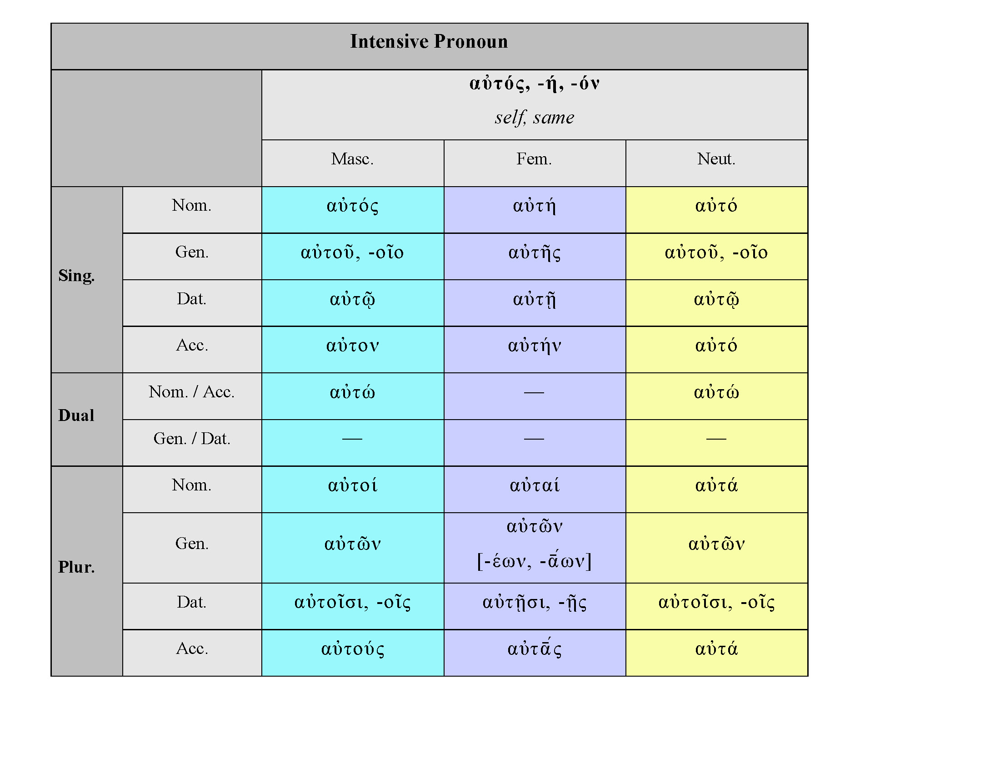 Intensive Pronoun
αὐτός, -ή, -όν
self, same
Masc. Fem. Neut.
Sing.
Nom. αὐτός αὐτή αὐτό
Gen. αὐτοῦ, -οῖο αὐτῆς αὐτοῦ, -οῖο
Dat. αὐτῷ αὐτῇ αὐτῷ
Acc. αὐτον αὐτήν αὐτό
Dual
Nom. / Acc. αὐτώ — αὐτώ
Gen. / Dat. — — —
Plur.
Nom. αὐτοί αὐταί αὐτά
Gen. αὐτῶν αὐτῶν αὐτῶν
[-έων, -ᾱ́ων]
Dat. αὐτοῖσι, -οῖς αὐτῇσι, -ῇς αὐτοῖσι, -οῖς
Acc. αὐτούς αὐτᾱ́ς αὐτά